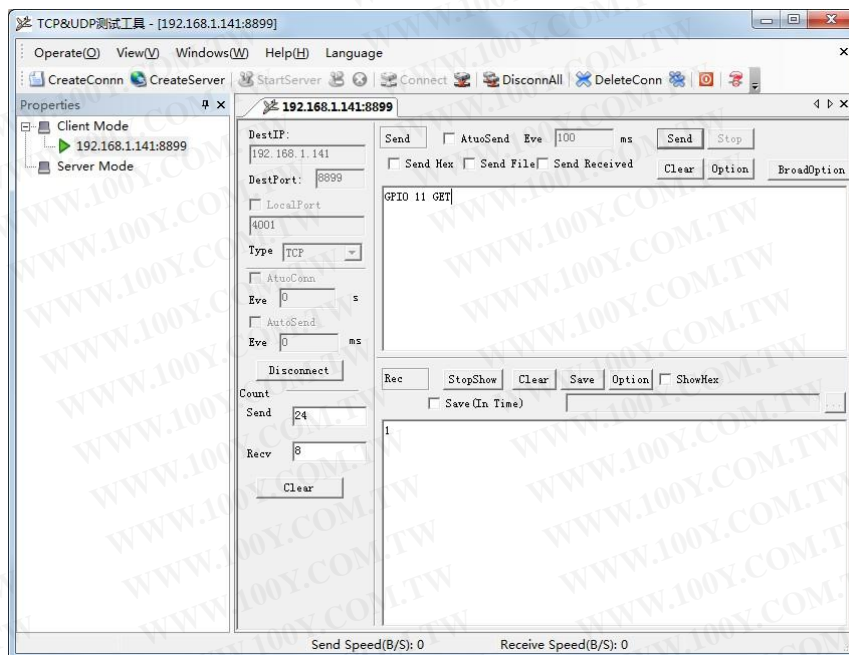 TCP&UDP测试工具 - [192.168.1.141:8899]
Operate(O) View(V) Windows(W) Help(H) Language
CreateConnn CreateServer StartServer Connect DisconnAll DeleteConn
Properties
Client Mode
192.168.1.141:8899
Server Mode
192.168.1.141:8899
DestIP:
192.168.1.141
DestPort: 8899
LocalPort
4001
Type TCP
AtuoConn
Eve 0 s
AutoSend
Eve 0 ms
Disconnect
Count
Send 24
Recv 8
Clear
Send AtuoSend Eve 100 ms Send Stop
Send Hex Send File Send Received Clear Option BroadOption
GPIO 11 GET
Rec StopShow Clear Save Option ShowHex
Save(In Time) ...
1
Send Speed(B/S): 0 Receive Speed(B/S): 0
WWW.100Y.COM.TW